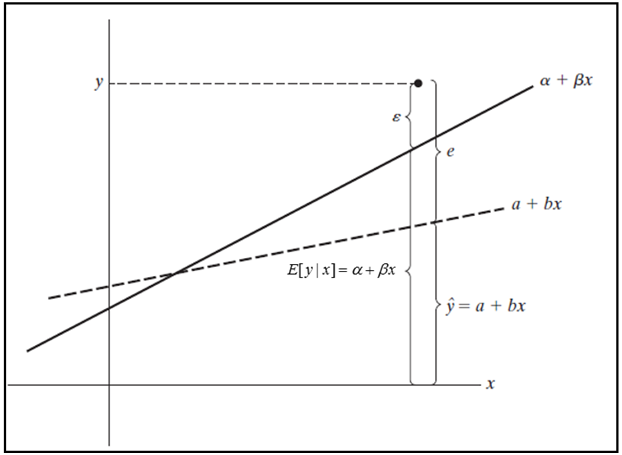 y
α + βx
ε
e
a + bx
E[y | x] = α + βx
ŷ = a + bx
x